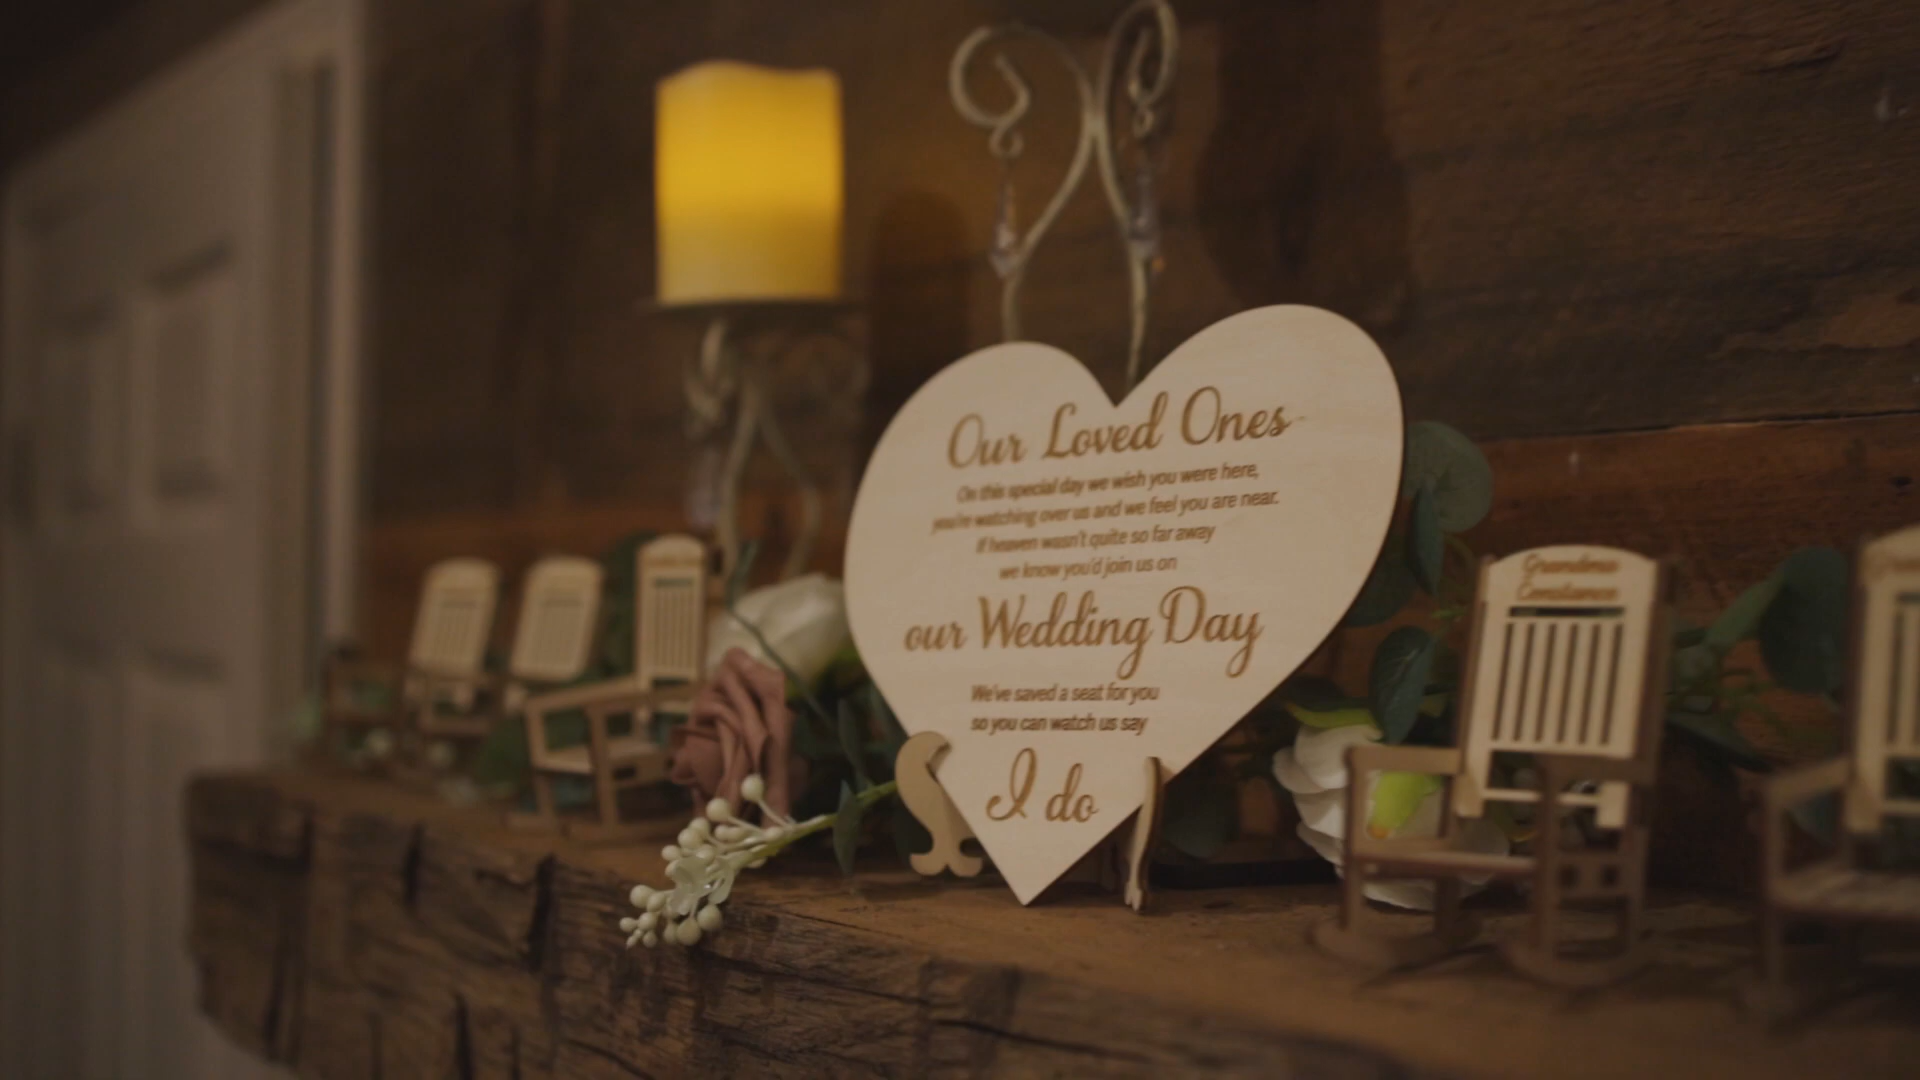 Our Loved Ones
On this special day we wish you were here,
you're watching over us and we feel you are near.
If heaven wasn't quite so far away
we know you'd join us on
our Wedding Day
We've saved a seat for you
so you can watch us say
I do
Grandma
Constance